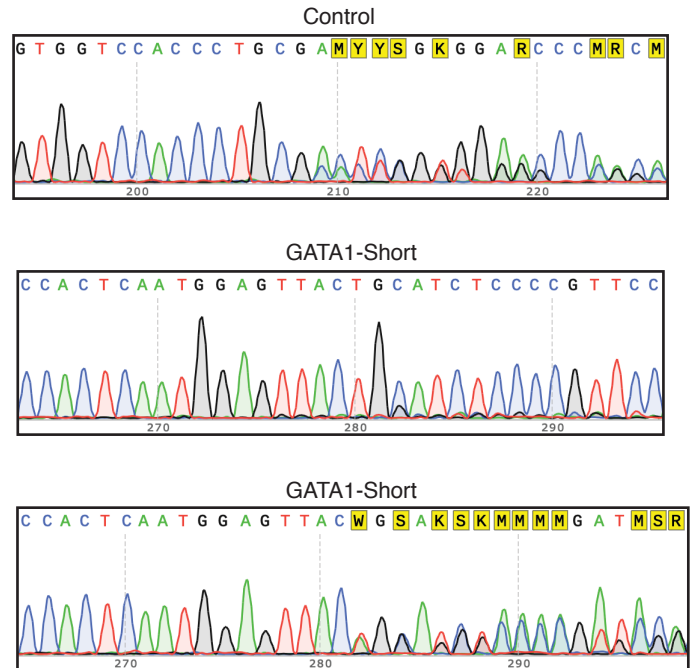 Control
G T G G T C C A C C C T G C G A M Y Y S G K G G A R C C C M R C M
200 210 220
GATA1-Short
C C A C T C A A T G G A G T T A C T G C A T C T C C C C G T T C C
270 280 290
GATA1-Short
C C A C T C A A T G G A G T T A C W G S A K S K M M M M G A T M S R
270 280 290